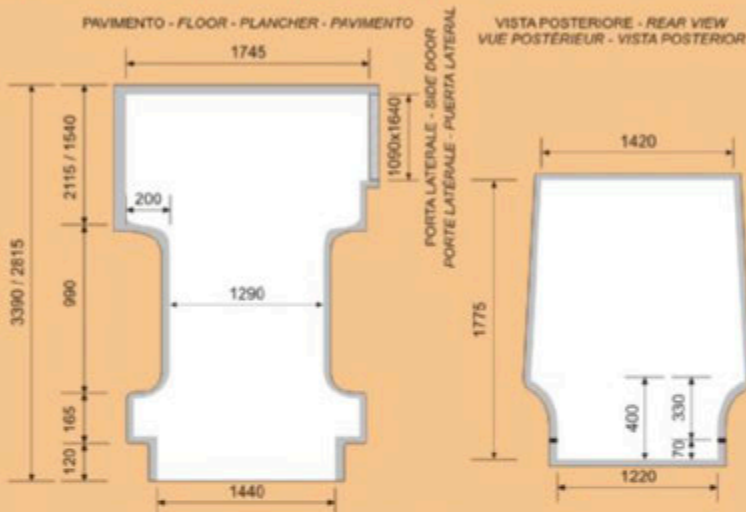 PAVIMENTO - FLOOR - PLANCHER - PAVIMENTO
1745
3390 / 2815
2115 / 1540
990
165
120
200
1290
1440
1090x1640
PORTA LATERALE - SIDE DOOR
PORTE LATÉRALE - PUERTA LATERAL
VISTA POSTERIORE - REAR VIEW
VUE POSTÉRIEUR - VISTA POSTERIOR
1420
1775
400
330
70
1220